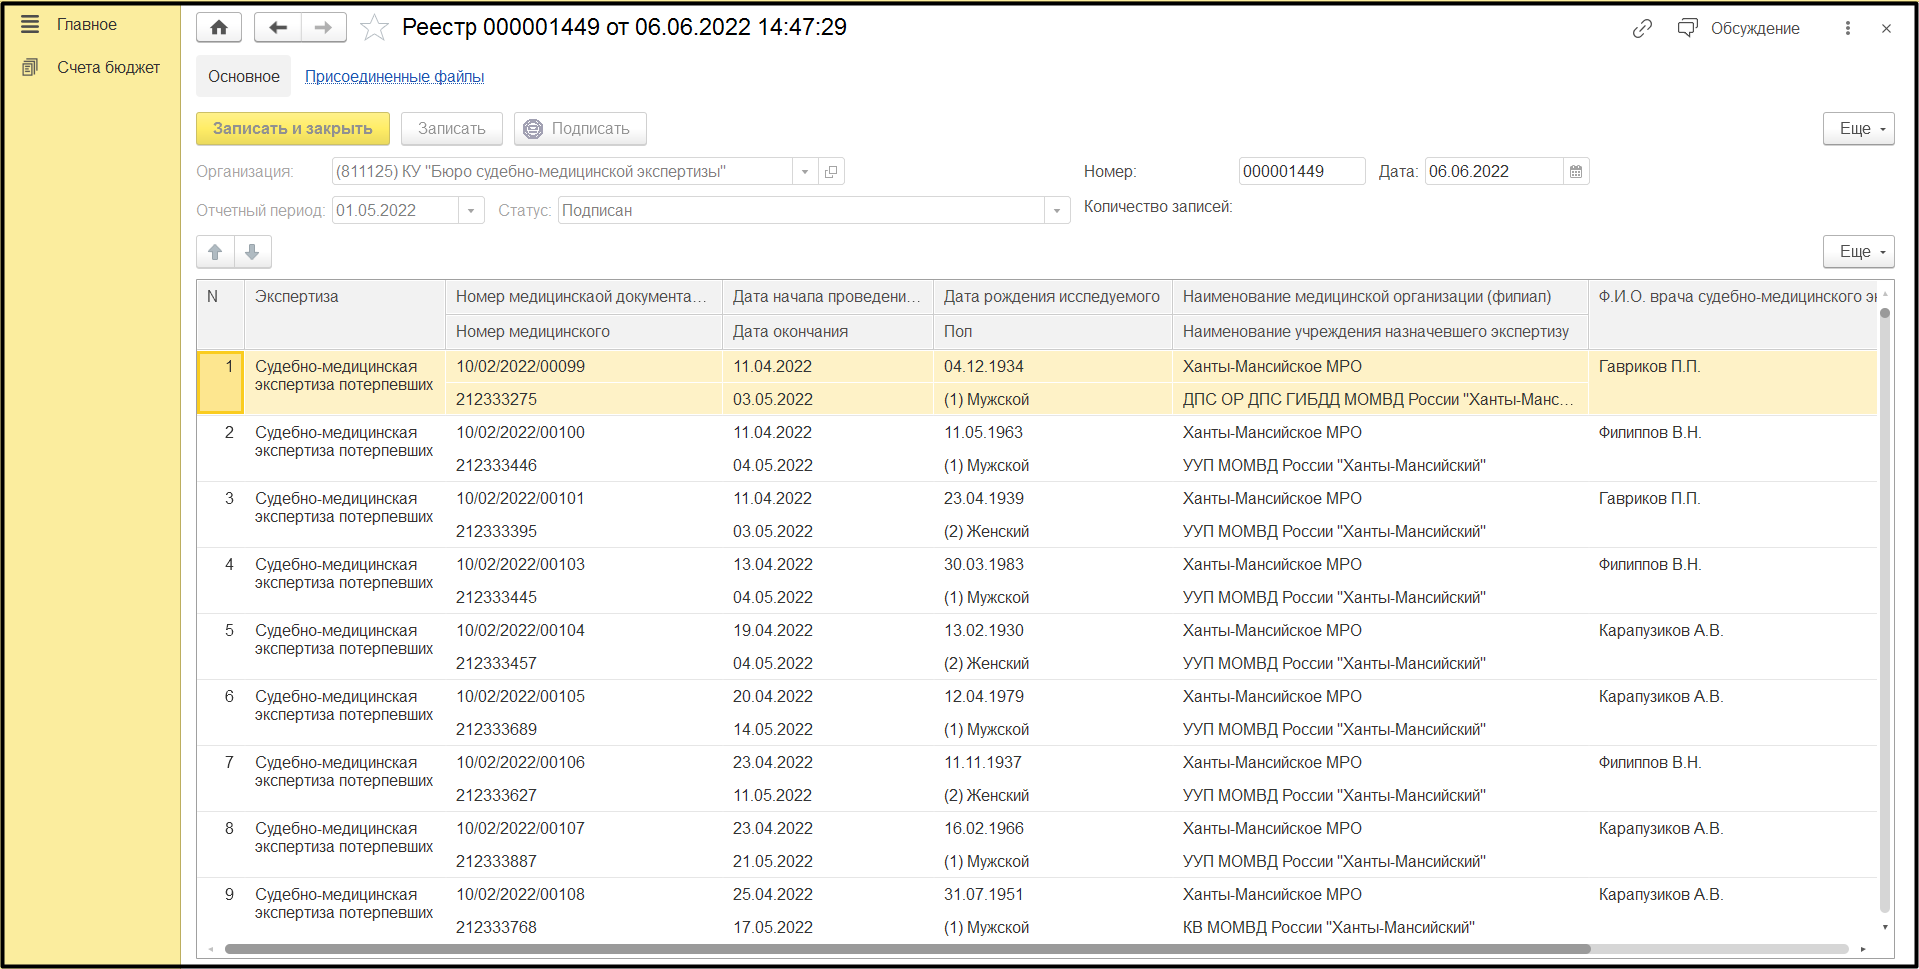 Главное
Счета бюджет
Реестр 000001449 от 06.06.2022 14:47:29
Обсуждение
Основное Присоединенные файлы
Записать и закрыть Записать Подписать Еще
Организация: (811125) КУ "Бюро судебно-медицинской экспертизы" Номер: 000001449 Дата: 06.06.2022
Отчетный период: 01.05.2022 Статус: Подписан Количество записей:
Еще
N Экспертиза Номер медицинскаой документа... Дата начала проведени... Дата рождения исследуемого Наименование медицинской организации (филиал) Ф.И.О. врача судебно-медицинского э
Номер медицинского Дата окончания Пол Наименование учреждения назначевшего экспертизу
1 Судебно-медицинская 10/02/2022/00099 11.04.2022 04.12.1934 Ханты-Мансийское МРО Гавриков П.П.
экспертиза потерпевших 212333275 03.05.2022 (1) Мужской ДПС ОР ДПС ГИБДД МОМВД России "Ханты-Манс...
2 Судебно-медицинская 10/02/2022/00100 11.04.2022 11.05.1963 Ханты-Мансийское МРО Филиппов В.Н.
экспертиза потерпевших 212333446 04.05.2022 (1) Мужской УУП МОМВД России "Ханты-Мансийский"
3 Судебно-медицинская 10/02/2022/00101 11.04.2022 23.04.1939 Ханты-Мансийское МРО Гавриков П.П.
экспертиза потерпевших 212333395 03.05.2022 (2) Женский УУП МОМВД России "Ханты-Мансийский"
4 Судебно-медицинская 10/02/2022/00103 13.04.2022 30.03.1983 Ханты-Мансийское МРО Филиппов В.Н.
экспертиза потерпевших 212333445 04.05.2022 (1) Мужской УУП МОМВД России "Ханты-Мансийский"
5 Судебно-медицинская 10/02/2022/00104 19.04.2022 13.02.1930 Ханты-Мансийское МРО Карапузиков А.В.
экспертиза потерпевших 212333457 04.05.2022 (2) Женский УУП МОМВД России "Ханты-Мансийский"
6 Судебно-медицинская 10/02/2022/00105 20.04.2022 12.04.1979 Ханты-Мансийское МРО Карапузиков А.В.
экспертиза потерпевших 212333689 14.05.2022 (1) Мужской УУП МОМВД России "Ханты-Мансийский"
7 Судебно-медицинская 10/02/2022/00106 23.04.2022 11.11.1937 Ханты-Мансийское МРО Филиппов В.Н.
экспертиза потерпевших 212333627 11.05.2022 (2) Женский УУП МОМВД России "Ханты-Мансийский"
8 Судебно-медицинская 10/02/2022/00107 23.04.2022 16.02.1966 Ханты-Мансийское МРО Карапузиков А.В.
экспертиза потерпевших 212333887 21.05.2022 (1) Мужской УУП МОМВД России "Ханты-Мансийский"
9 Судебно-медицинская 10/02/2022/00108 25.04.2022 31.07.1951 Ханты-Мансийское МРО Карапузиков А.В.
экспертиза потерпевших 212333768 17.05.2022 (1) Мужской КВ МОМВД России "Ханты-Мансийский"